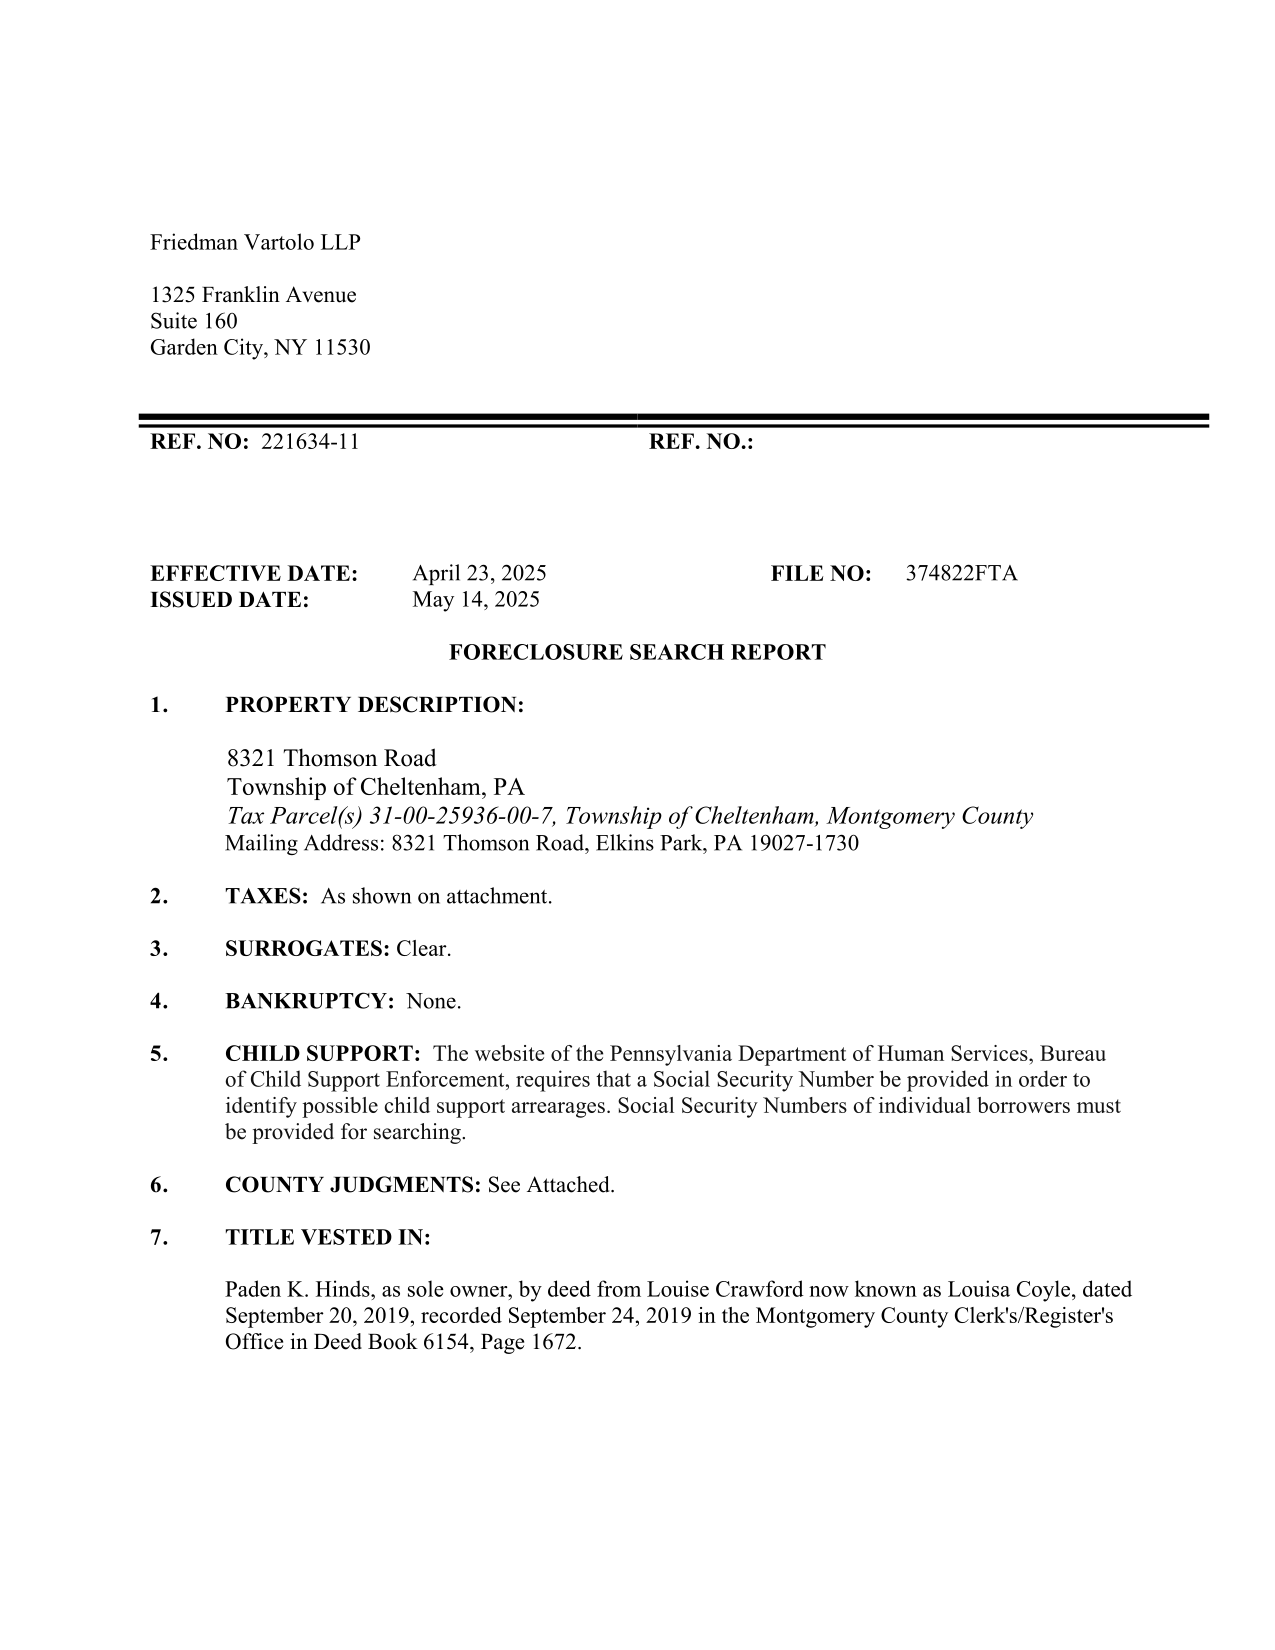 Friedman Vartolo LLP
1325 Franklin Avenue
Suite 160
Garden City, NY 11530
REF. NO: 221634-11 REF. NO.:
EFFECTIVE DATE: April 23, 2025 FILE NO: 374822FTA
ISSUED DATE: May 14, 2025
FORECLOSURE SEARCH REPORT
1. PROPERTY DESCRIPTION:
8321 Thomson Road
Township of Cheltenham, PA
Tax Parcel(s) 31-00-25936-00-7, Township of Cheltenham, Montgomery County
Mailing Address: 8321 Thomson Road, Elkins Park, PA 19027-1730
2. TAXES: As shown on attachment.
3. SURROGATES: Clear.
4. BANKRUPTCY: None.
5. CHILD SUPPORT: The website of the Pennsylvania Department of Human Services, Bureau
of Child Support Enforcement, requires that a Social Security Number be provided in order to
identify possible child support arrearages. Social Security Numbers of individual borrowers must
be provided for searching.
6. COUNTY JUDGMENTS: See Attached.
7. TITLE VESTED IN:
Paden K. Hinds, as sole owner, by deed from Louise Crawford now known as Louisa Coyle, dated
September 20, 2019, recorded September 24, 2019 in the Montgomery County Clerk's/Register's
Office in Deed Book 6154, Page 1672.